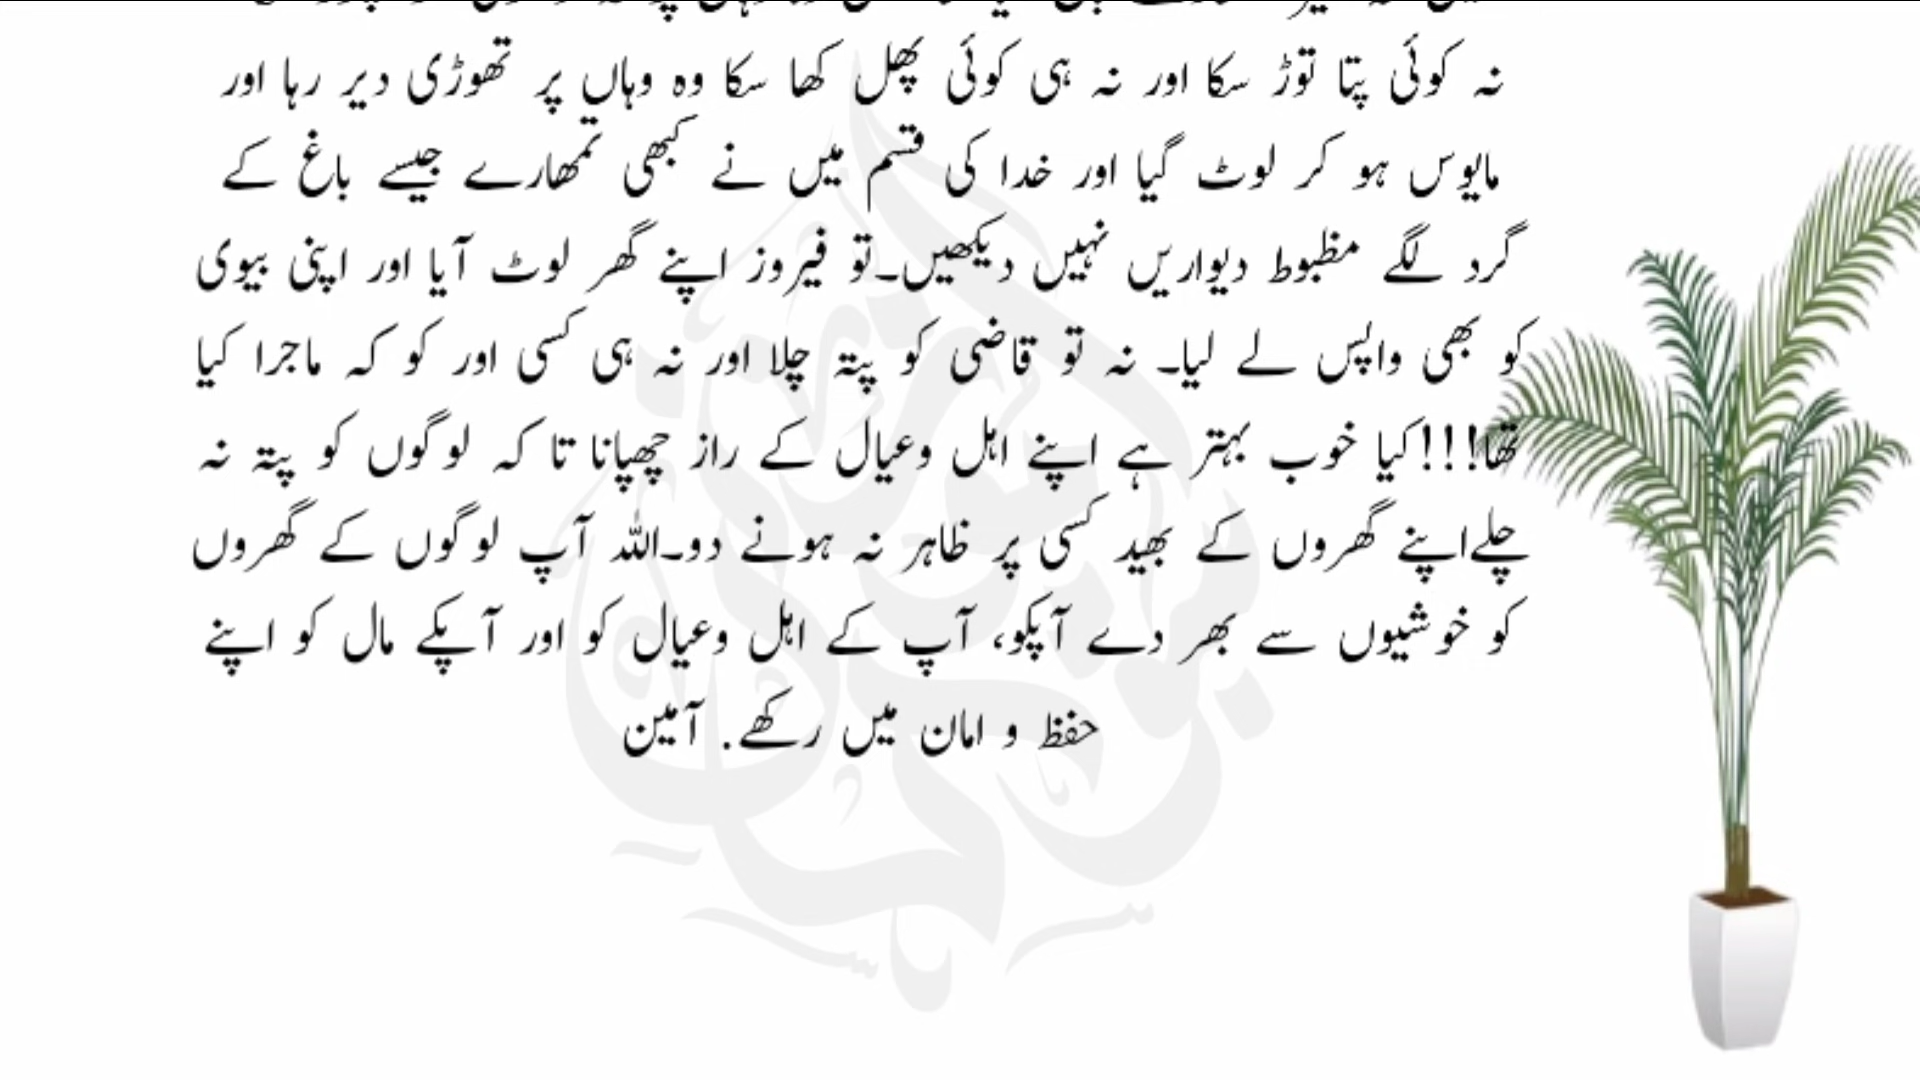 نہ کوئی پتا توڑ سکا اور نہ ہی کوئی پھل کھا سکا وہ وہاں پر تھوڑی دیر رہا اور
مایوس ہو کر لوٹ گیا اور خدا کی قسم میں نے کبھی تمھارے جیسے باغ کے
گرد لگے مظبوط دیواریں نہیں دیکھیں۔تو فیروز اپنے گھر لوٹ آیا اور اپنی بیوی
کو بھی واپس لے لیا۔ نہ تو قاضی کو پتہ چلا اور نہ ہی کسی اور کو کہ ماجرا کیا
تھا!!!کیا خوب بہتر ہے اپنے اہل وعیال کے راز چھپانا تا کہ لوگوں کو پتہ نہ
چلےاپنے گھروں کے بھید کسی پر ظاہر نہ ہونے دو۔اللہ آپ لوگوں کے گھروں
کو خوشیوں سے بھر دے آپکو، آپ کے اہل وعیال کو اور آپکے مال کو اپنے
حفظ و امان میں رکھے. آمین